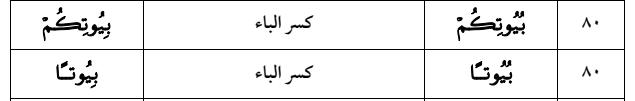 ٨٠ بُيُوتِكُمْ كسر الباء بِيُوتِكُمْ
٨٠ بُيُوتًا كسر الباء بِيُوتًا